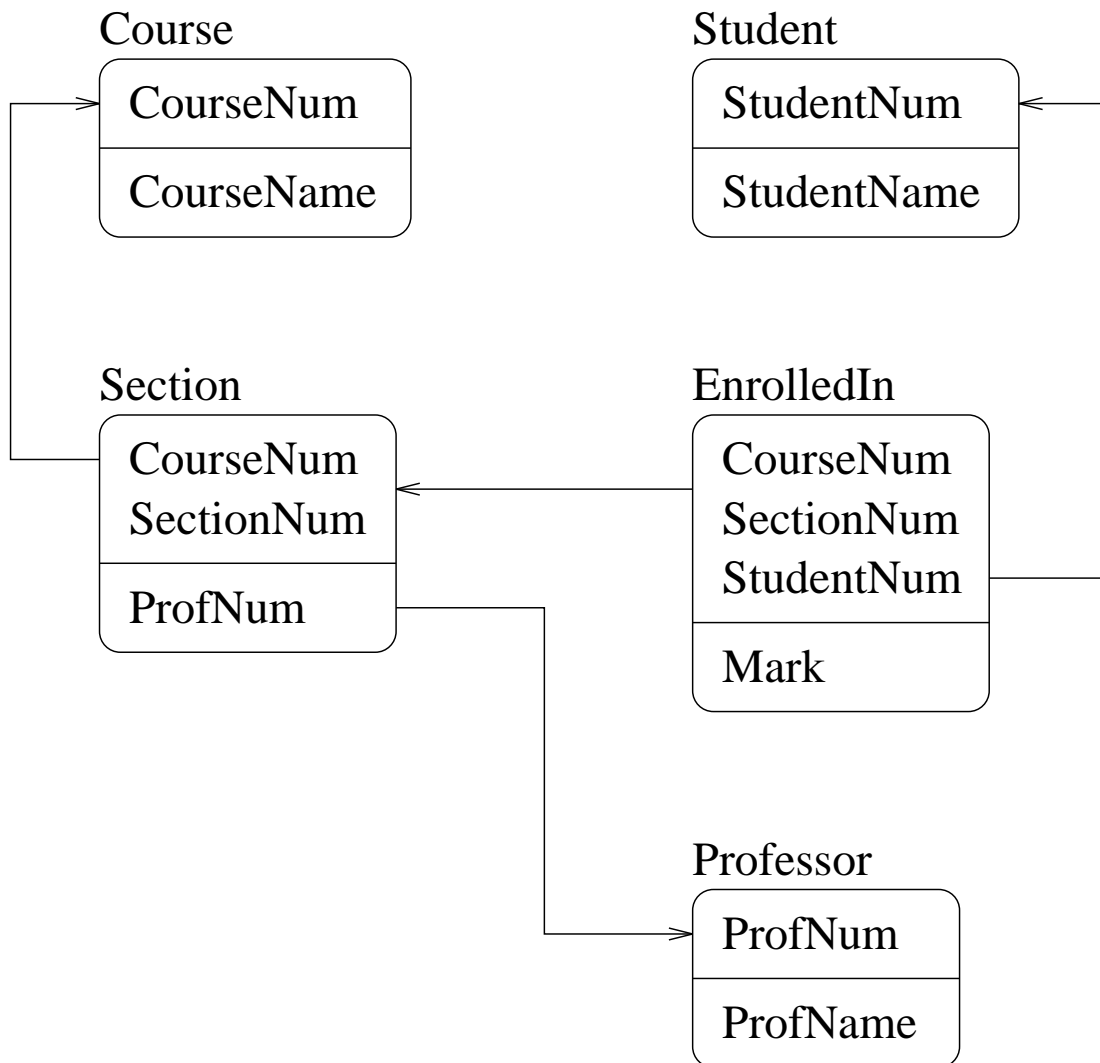 Course
CourseNum
CourseName
Student
StudentNum
StudentName
Section
CourseNum
SectionNum
ProfNum
EnrolledIn
CourseNum
SectionNum
StudentNum
Mark
Professor
ProfNum
ProfName